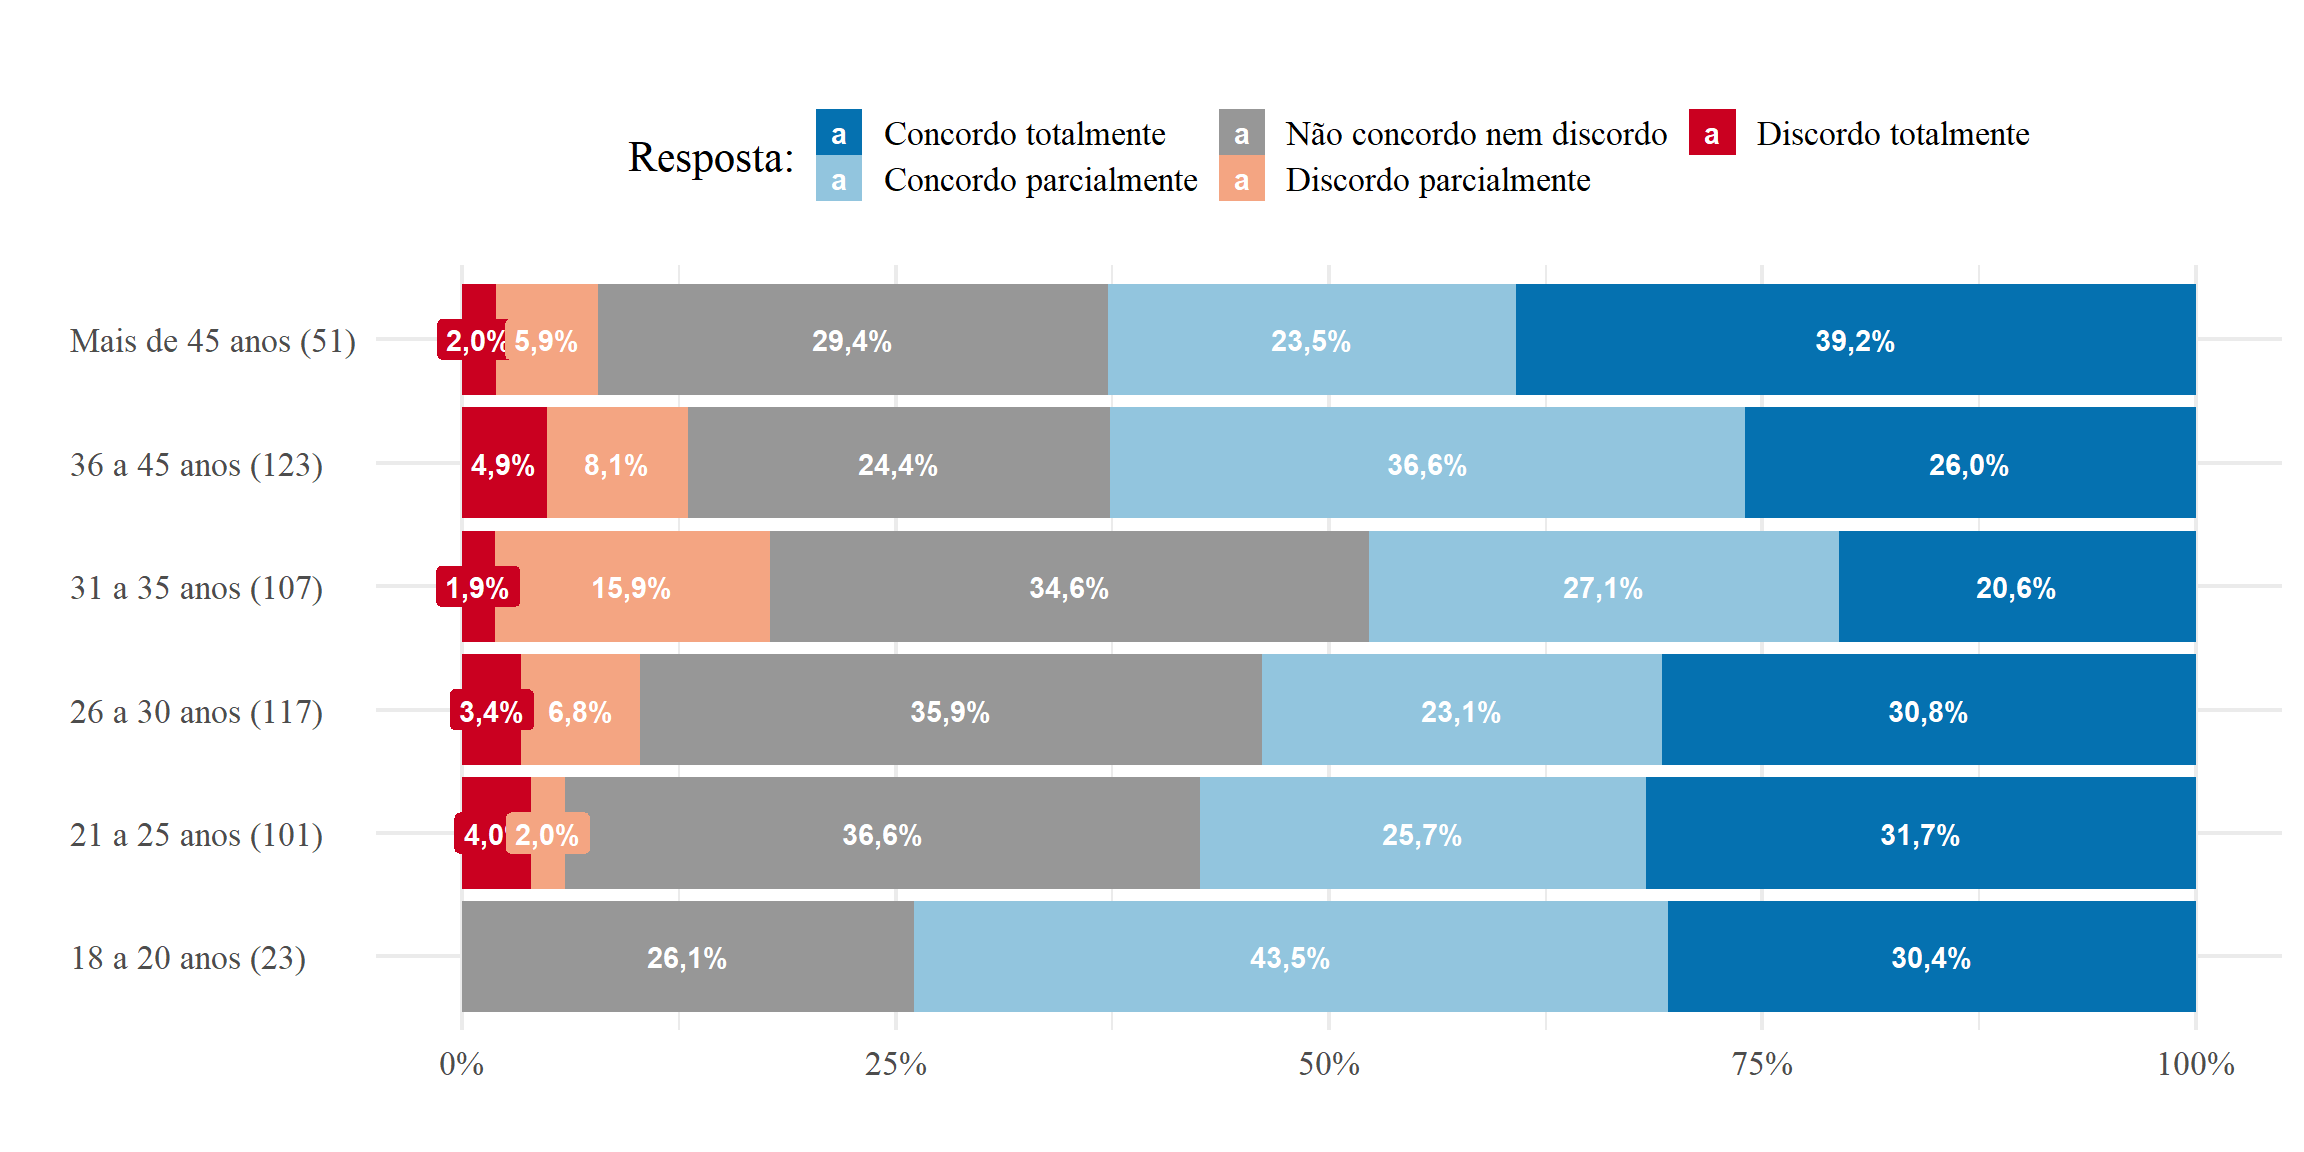 Resposta:
a Concordo totalmente a Não concordo nem discordo a Discordo totalmente
a Concordo parcialmente a Discordo parcialmente
Mais de 45 anos (51) 2,0% 5,9% 29,4% 23,5% 39,2%
36 a 45 anos (123) 4,9% 8,1% 24,4% 36,6% 26,0%
31 a 35 anos (107) 1,9% 15,9% 34,6% 27,1% 20,6%
26 a 30 anos (117) 3,4% 6,8% 35,9% 23,1% 30,8%
21 a 25 anos (101) 4,0% 2,0% 36,6% 25,7% 31,7%
18 a 20 anos (23) 26,1% 43,5% 30,4%
0% 25% 50% 75% 100%